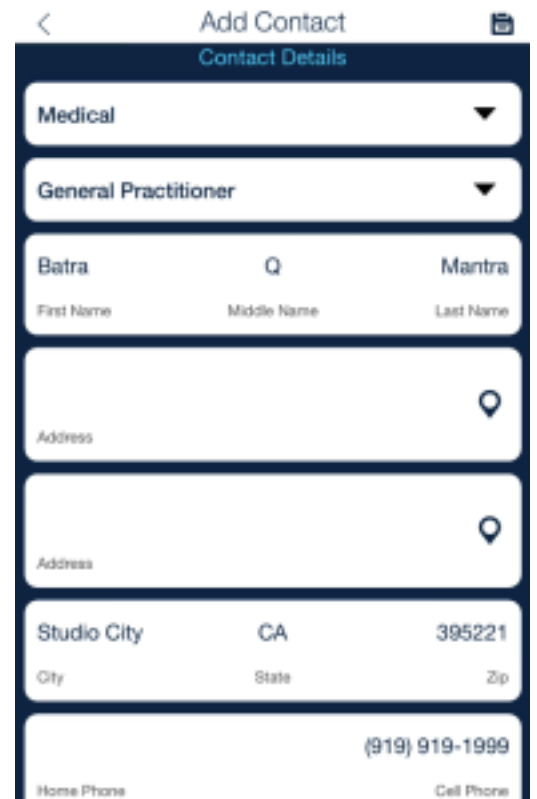 Add Contact
Contact Details
Medical
General Practitioner
Batra Q Mantra
First Name Middle Name Last Name
Address
Address
Studio City CA 395221
City State Zip
(919) 919-1999
Home Phone Cell Phone